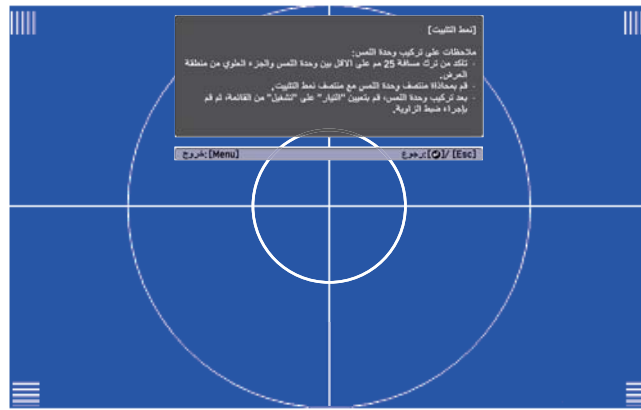 [نمط التثبيت]
ملاحظات على تركيب وحدة اللمس:
- تأكد من ترك مسافة 25 مم على الأقل بين وحدة اللمس والجزء العلوي من منطقة
العرض.
- قم بمحاذاة منتصف وحدة اللمس مع منتصف نمط التثبيت.
- بعد تركيب وحدة اللمس، قم بتعيين "التيار" على "تشغيل" من القائمة، ثم قم
بإجراء ضبط الزاوية.
[Esc] /[ ]:رجوع [Menu]:خروج